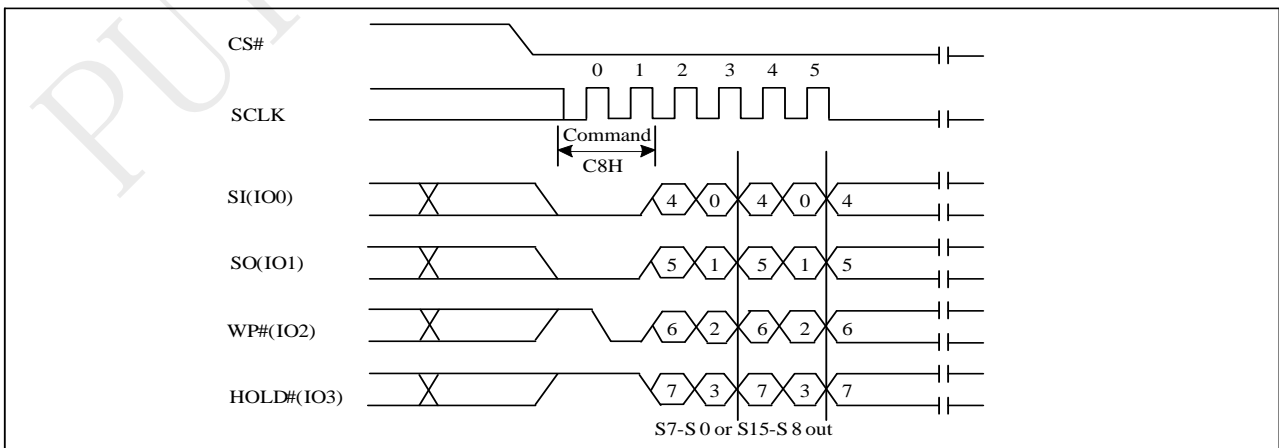 PU
CS#
0 1 2 3 4 5
SCLK
Command
C8H
SI(IO0) 4 0 4 0 4
SO(IO1) 5 1 5 1 5
WP#(IO2) 6 2 6 2 6
HOLD#(IO3) 7 3 7 3 7
S7-S 0 or S15-S 8 out